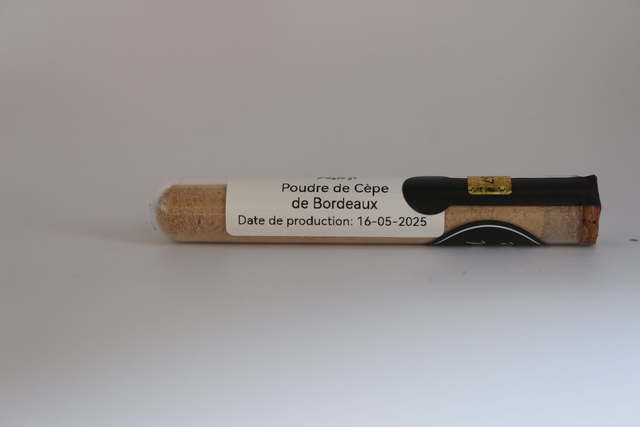 Poudre de Cèpe
de Bordeaux
Date de production: 16-05-2025